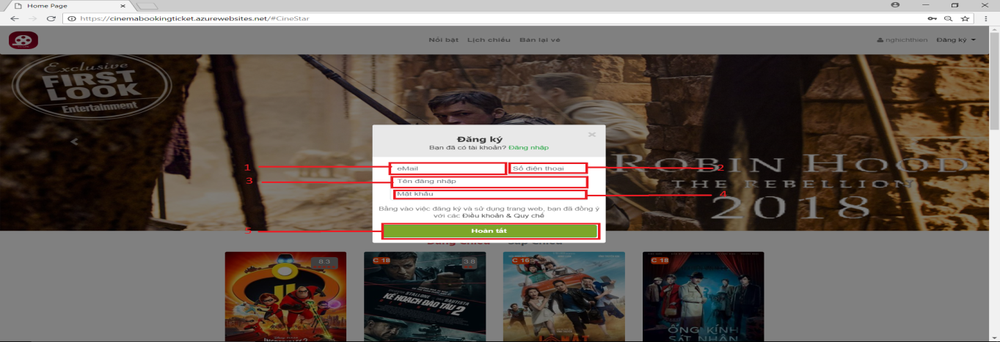 Home Page
https://cinemabookingticket.azurewebsites.net/#CineStar
Nổi bật Lịch chiếu Bán lại vé
nghichthien Đăng ký
Exclusive
FIRST
LOOK
Entertainment
ROBIN HOOD
THE REBELLION
2018
Đăng ký
Bạn đã có tài khoản? Đăng nhập
1 eMail Số điện thoại 2
3 Tên đăng nhập
Mật khẩu 4
Bằng vào việc đăng ký và sử dụng trang web, bạn đã đồng ý
với các Điều khoản & Quy chế
5 Hoàn tất
Đang Chiếu Sắp Chiếu
8.3
C 18 3.8
C 16
C 18
STALLONE BAUTISTA
KẾ HOẠCH ĐÀO TẨU 2
LẬT MẶT
ỐNG KÍNH
SÁT NHÂN
INCREDIBLES 2